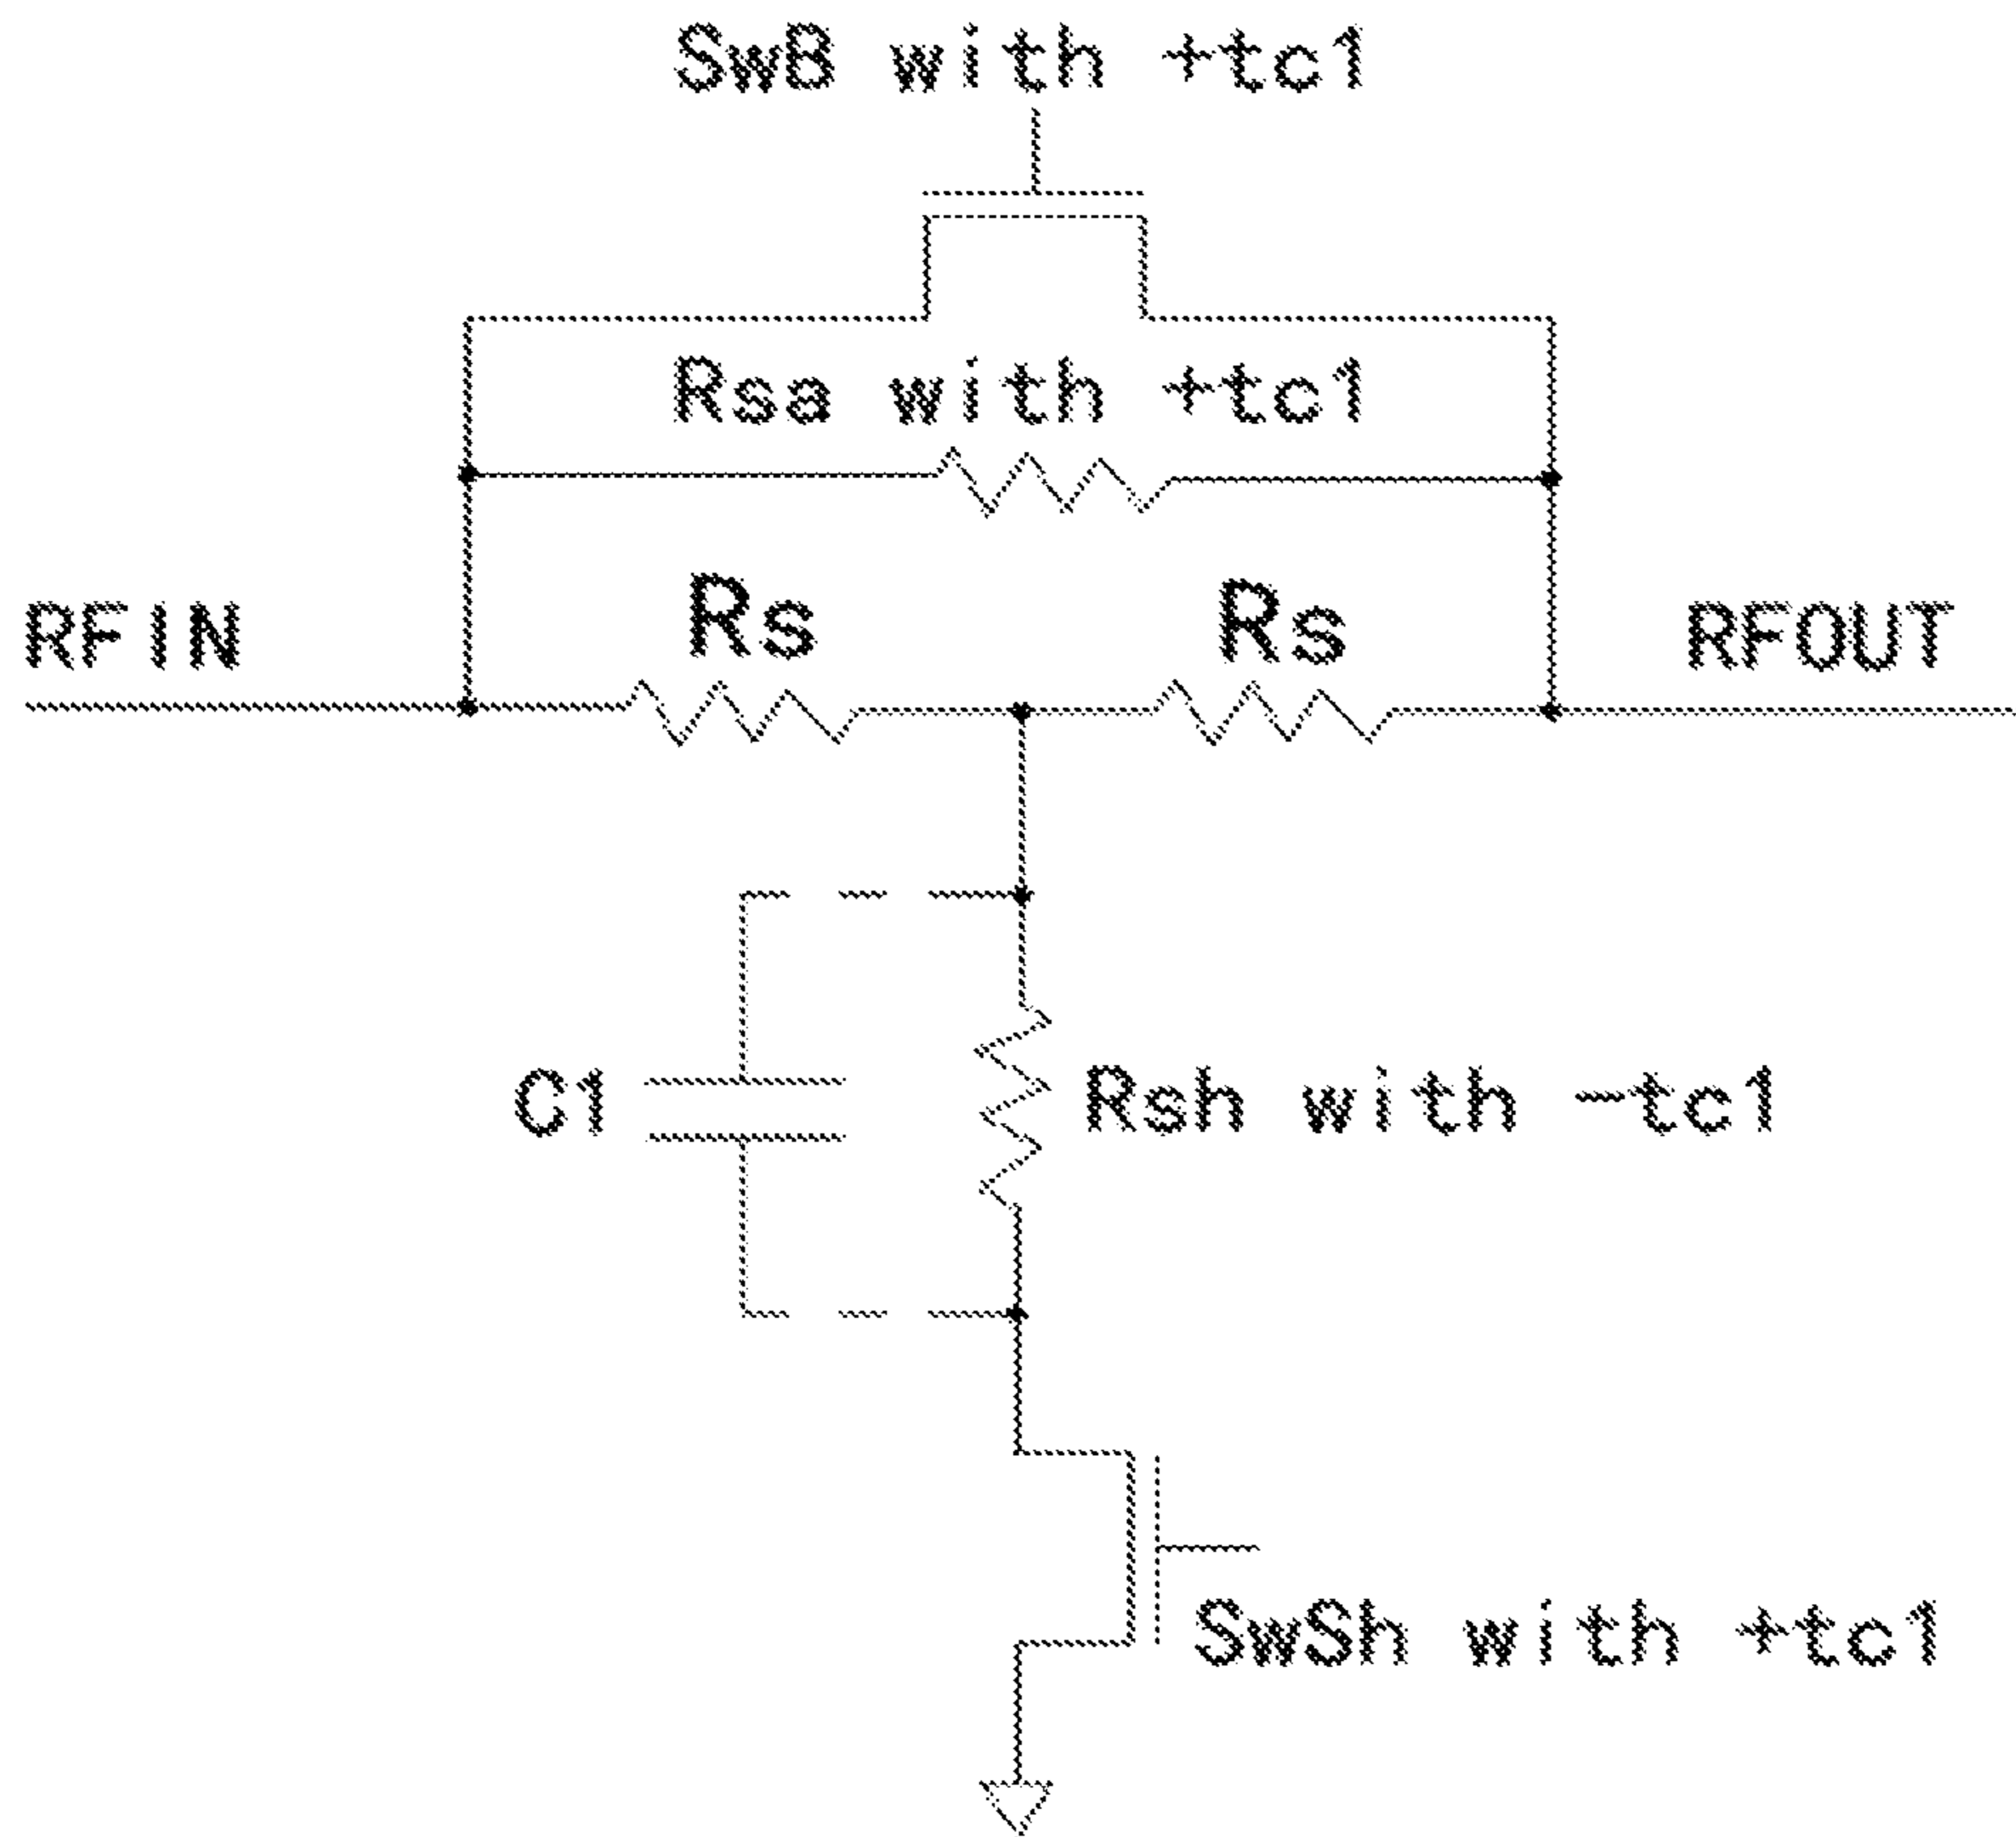 SwB with +tc1
Rsa with +tc1
RFIN
Rs
Rs
RFOUT
C1
Rsh with -tc1
SwSh with +tc1